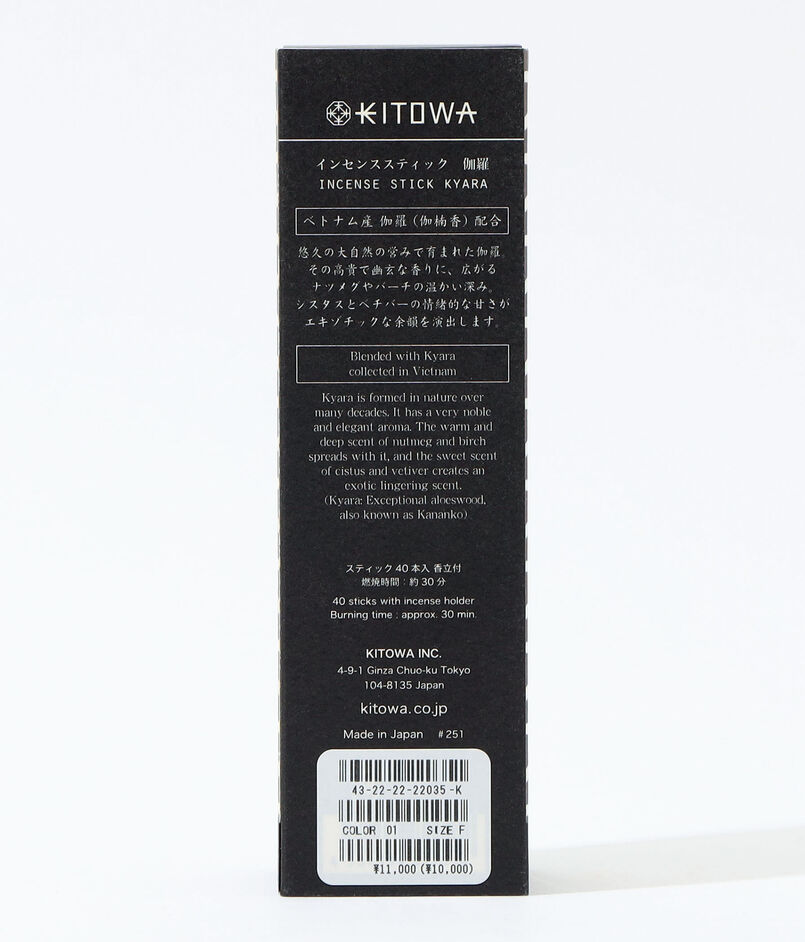 KITOWA
インセンススティック 伽羅
INCENSE STICK KYARA
ベトナム産 伽羅(伽楠香)配合
悠久の大自然の営みで育まれた伽羅。
その高貴で幽玄な香りに、広がる
ナツメグやバーチの温かい深み。
シスタスとベチバーの情緒的な甘さが
エキゾチックな余韻を演出します。
Blended with Kyara
collected in Vietnam
Kyara is formed in nature over
many decades. It has a very noble
and elegant aroma. The warm and
deep scent of nutmeg and birch
spreads with it, and the sweet scent
of cistus and vetiver creates an
exotic lingering scent.
(Kyara: Exceptional aloeswood,
also known as Kananko)
スティック40本入 香立付
燃焼時間:約30分
40 sticks with incense holder
Burning time : approx. 30 min.
KITOWA INC.
4-9-1 Ginza Chuo-ku Tokyo
104-8135 Japan
kitowa.co.jp
Made in Japan #251
43-22-22-22035-K
COLOR 01 SIZE F
¥11,000(¥10,000)